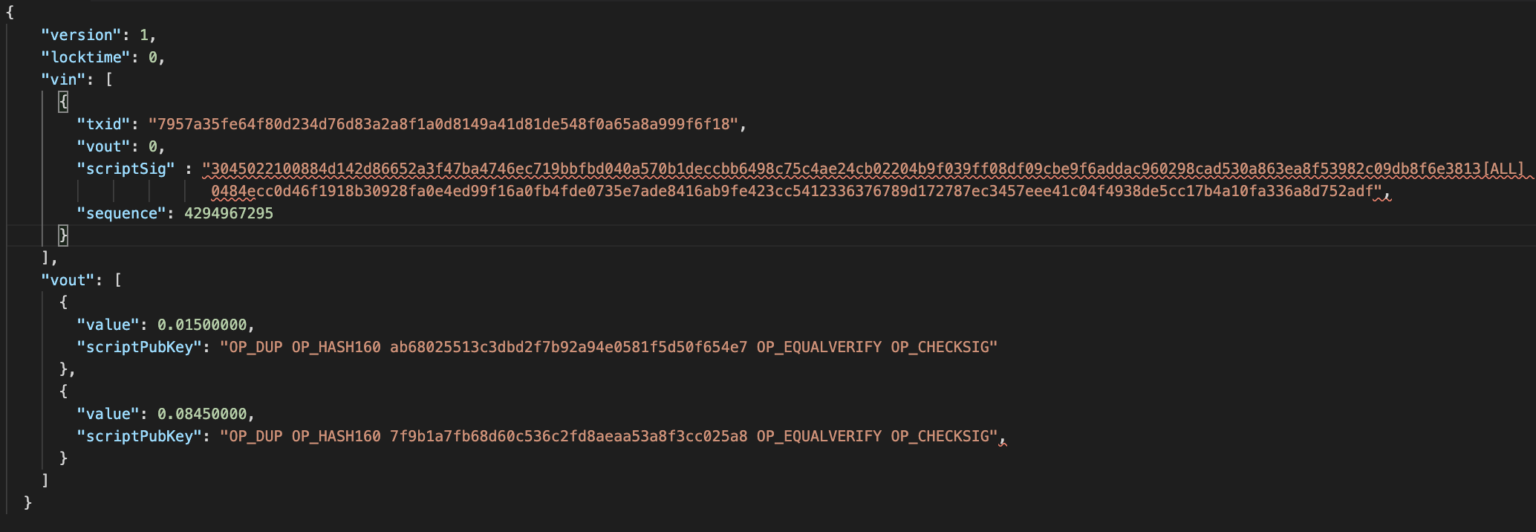 {
"version": 1,
"locktime": 0,
"vin": [
{
"txid": "7957a35fe64f80d234d76d83a2a8f1a0d8149a41d81de548f0a65a8a999f6f18",
"vout": 0,
"scriptSig" : "3045022100884d142d86652a3f47ba4746ec719bbfbd040a570b1deccbb6498c75c4ae24cb02204b9f039ff08df09cbe9f6addac960298cad530a863ea8f53982c09db8f6e3813[ALL]
0484ecc0d46f1918b30928fa0e4ed99f16a0fb4fde0735e7ade8416ab9fe423cc5412336376789d172787ec3457eee41c04f4938de5cc17b4a10fa336a8d752adf",
"sequence": 4294967295
}
],
"vout": [
{
"value": 0.01500000,
"scriptPubKey": "OP_DUP OP_HASH160 ab68025513c3dbd2f7b92a94e0581f5d50f654e7 OP_EQUALVERIFY OP_CHECKSIG"
},
{
"value": 0.08450000,
"scriptPubKey": "OP_DUP OP_HASH160 7f9b1a7fb68d60c536c2fd8aeaa53a8f3cc025a8 OP_EQUALVERIFY OP_CHECKSIG",
}
]
}